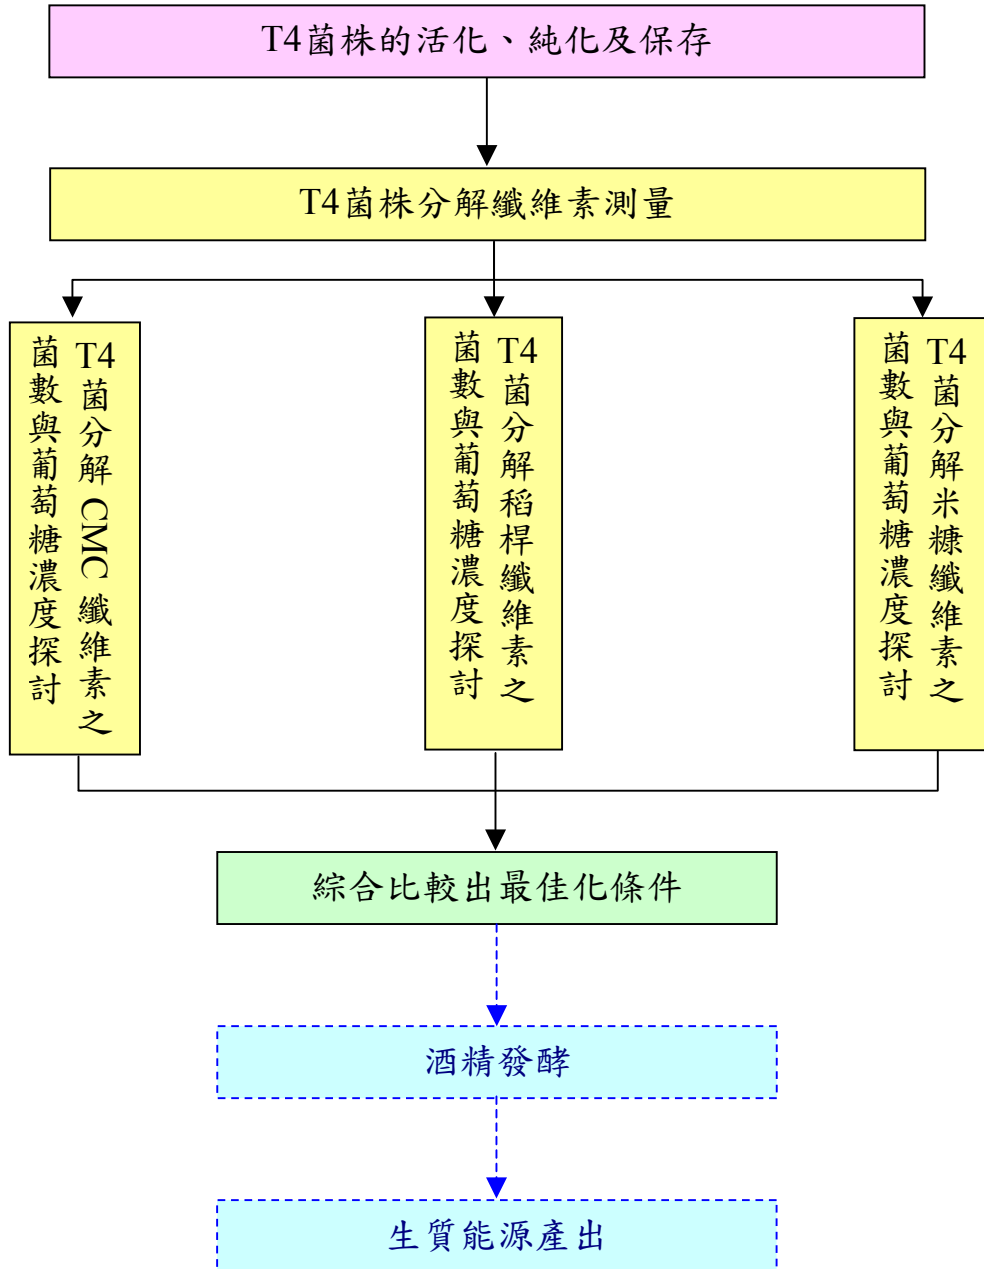 T4菌株的活化、純化及保存
T4菌株分解纖維素測量
T4菌分解CMC纖維素之
菌數與葡萄糖濃度探討
T4菌分解稻桿纖維素之
菌數與葡萄糖濃度探討
T4菌分解米糠纖維素之
菌數與葡萄糖濃度探討
綜合比較出最佳化條件
酒精發酵
生質能源產出